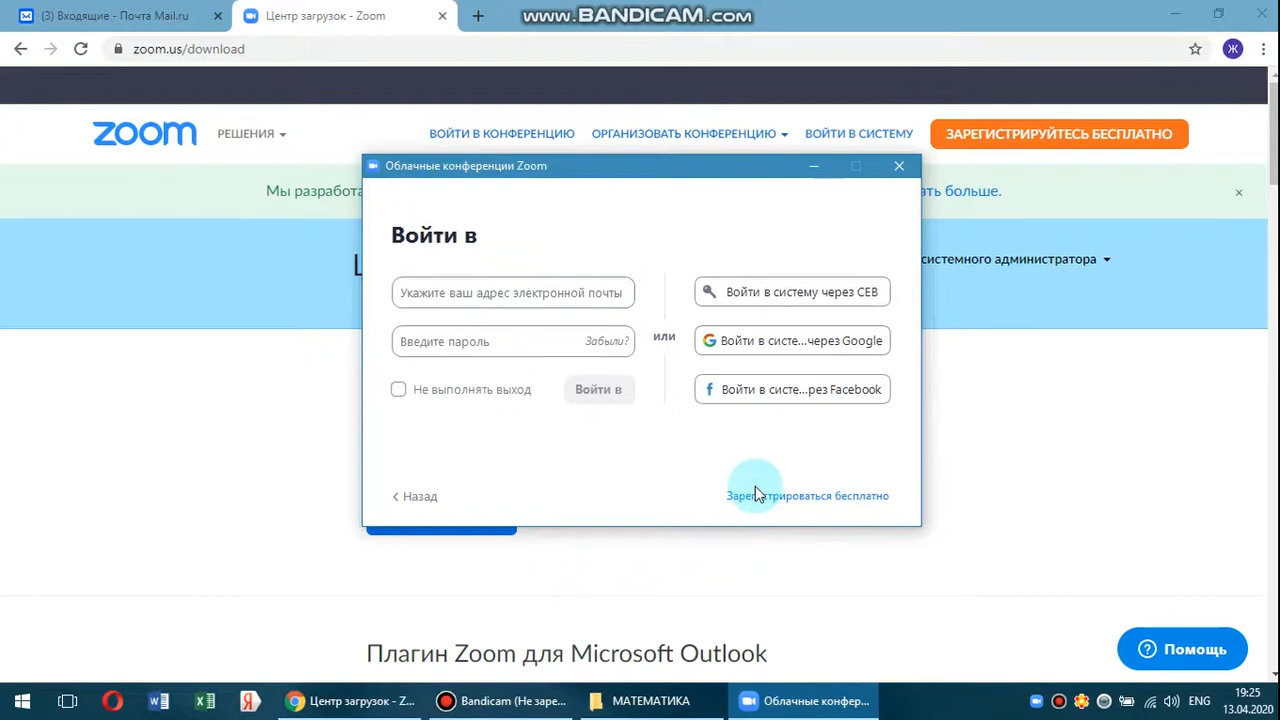 (3) Входящие - Почта Mail.ru
Центр загрузок - Zoom
www.BANDICAM.com
zoom.us/download
Ж
zoom
РЕШЕНИЯ
ВОЙТИ В КОНФЕРЕНЦИЮ
ОРГАНИЗОВАТЬ КОНФЕРЕНЦИЮ
ВОЙТИ В СИСТЕМУ
ЗАРЕГИСТРИРУЙТЕСЬ БЕСПЛАТНО
Облачные конференции Zoom
Мы разработа
ать больше.
Войти в
системного администратора
Укажите ваш адрес электронной почты
Войти в систему через СЕВ
Введите пароль
Забыли?
или
Войти в систе...через Google
Не выполнять выход
Войти в
Войти в систе...рез Facebook
Назад
Зарегистрироваться бесплатно
Плагин Zoom для Microsoft Outlook
Помощь
Центр загрузок - Z...
Bandicam (Не заре...
МАТЕМАТИКА
Облачные конфер...
ENG
19:25
13.04.2020